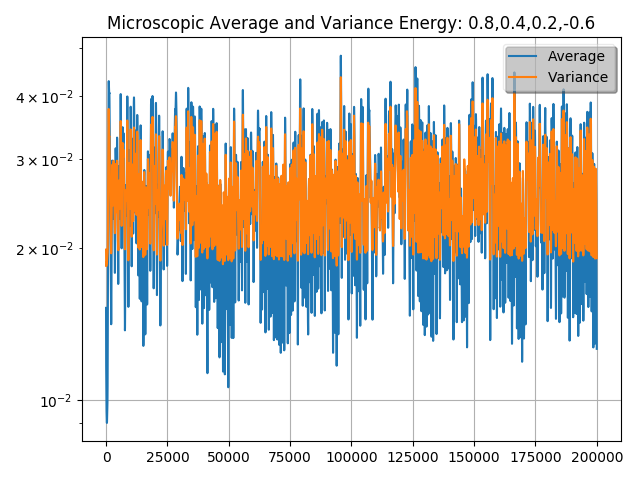 Microscopic Average and Variance Energy: 0.8,0.4,0.2,-0.6
Average
Variance
4 × 10⁻²
3 × 10⁻²
2 × 10⁻²
10⁻²
0 25000 50000 75000 100000 125000 150000 175000 200000